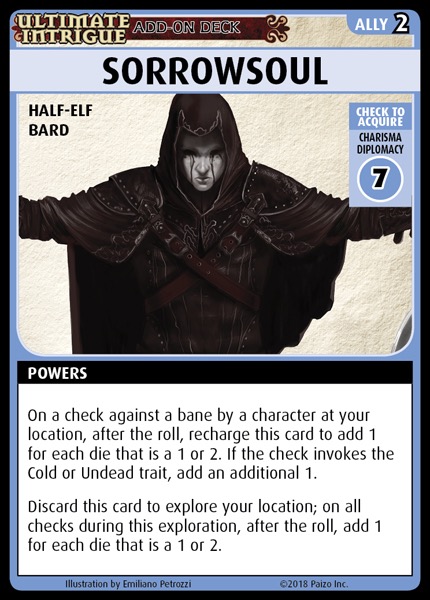 ULTIMATE INTRIGUE ADD-ON DECK
ALLY 2
SORROWSOUL
HALF-ELF
BARD
CHECK TO
ACQUIRE
CHARISMA
DIPLOMACY
7
POWERS
On a check against a bane by a character at your
location, after the roll, recharge this card to add 1
for each die that is a 1 or 2. If the check invokes the
Cold or Undead trait, add an additional 1.
Discard this card to explore your location; on all
checks during this exploration, after the roll, add 1
for each die that is a 1 or 2.
Illustration by Emiliano Petrozzi ©2018 Paizo Inc.